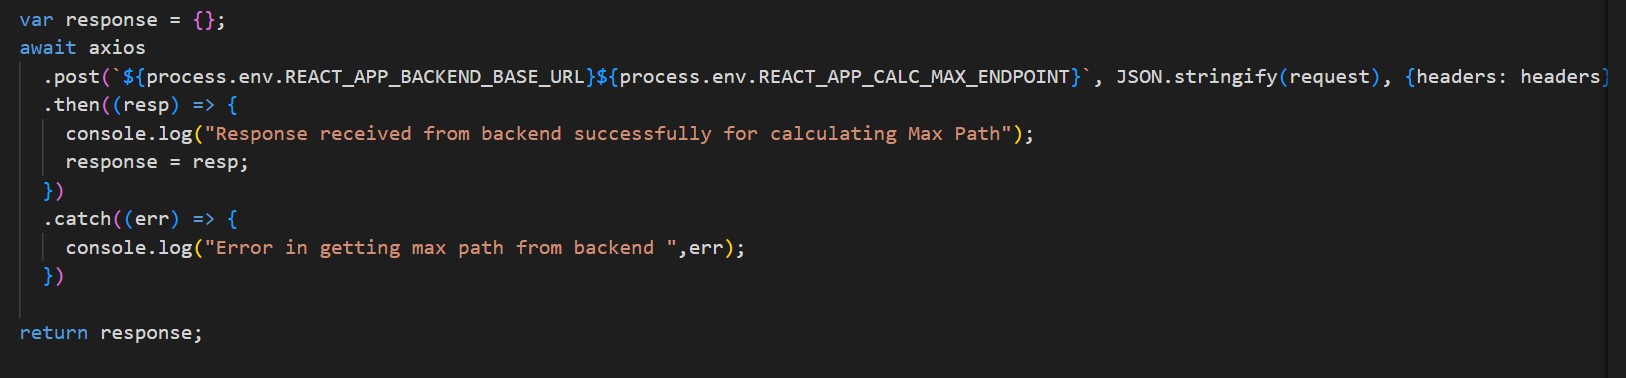 var response = {};
await axios
.post(`${process.env.REACT_APP_BACKEND_BASE_URL}${process.env.REACT_APP_CALC_MAX_ENDPOINT}`, JSON.stringify(request), {headers: headers}
.then((resp) => {
console.log("Response received from backend successfully for calculating Max Path");
response = resp;
})
.catch((err) => {
console.log("Error in getting max path from backend ",err);
})
return response;